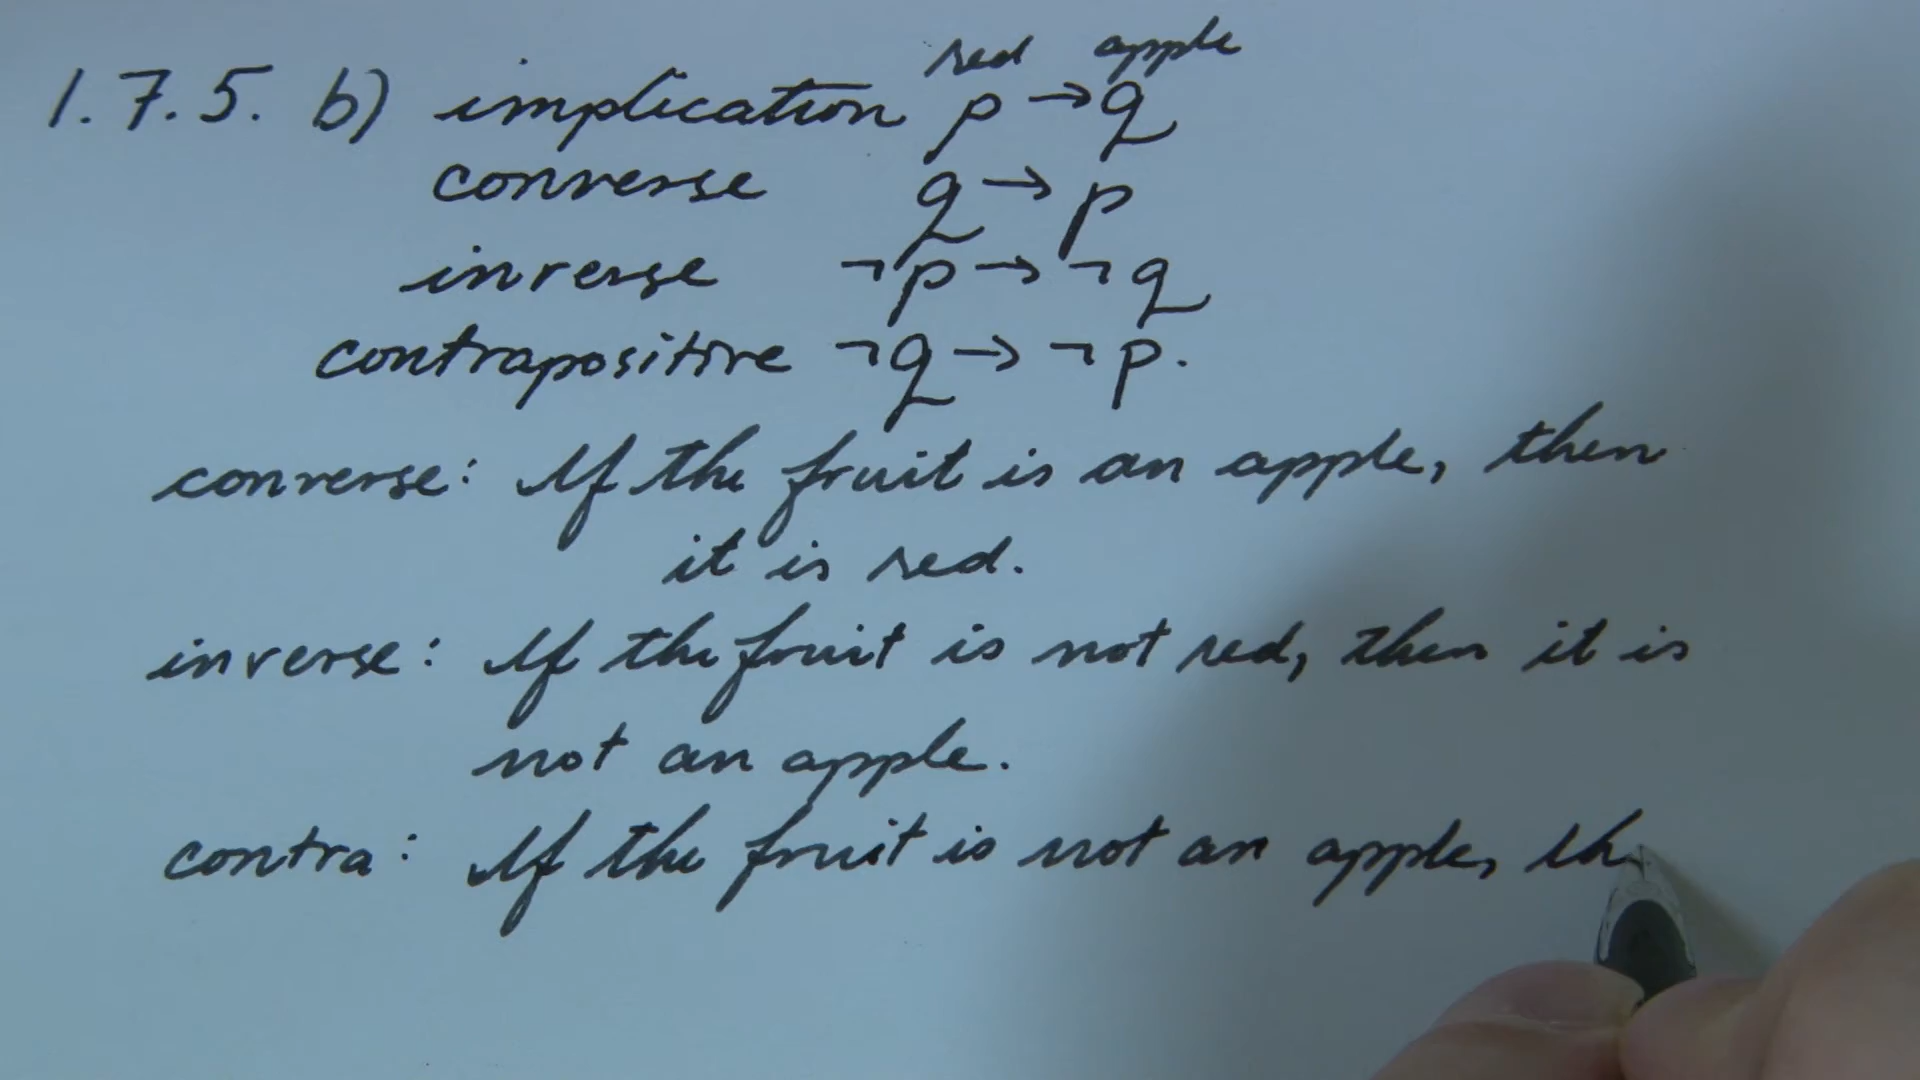 red apple
1.7.5. b) implication p → q
converse q → p
inverse ¬p → ¬q
contrapositive ¬q → ¬p.
converse: If the fruit is an apple, then
it is red.
inverse: If the fruit is not red, then it is
not an apple.
contra: If the fruit is not an apple, th